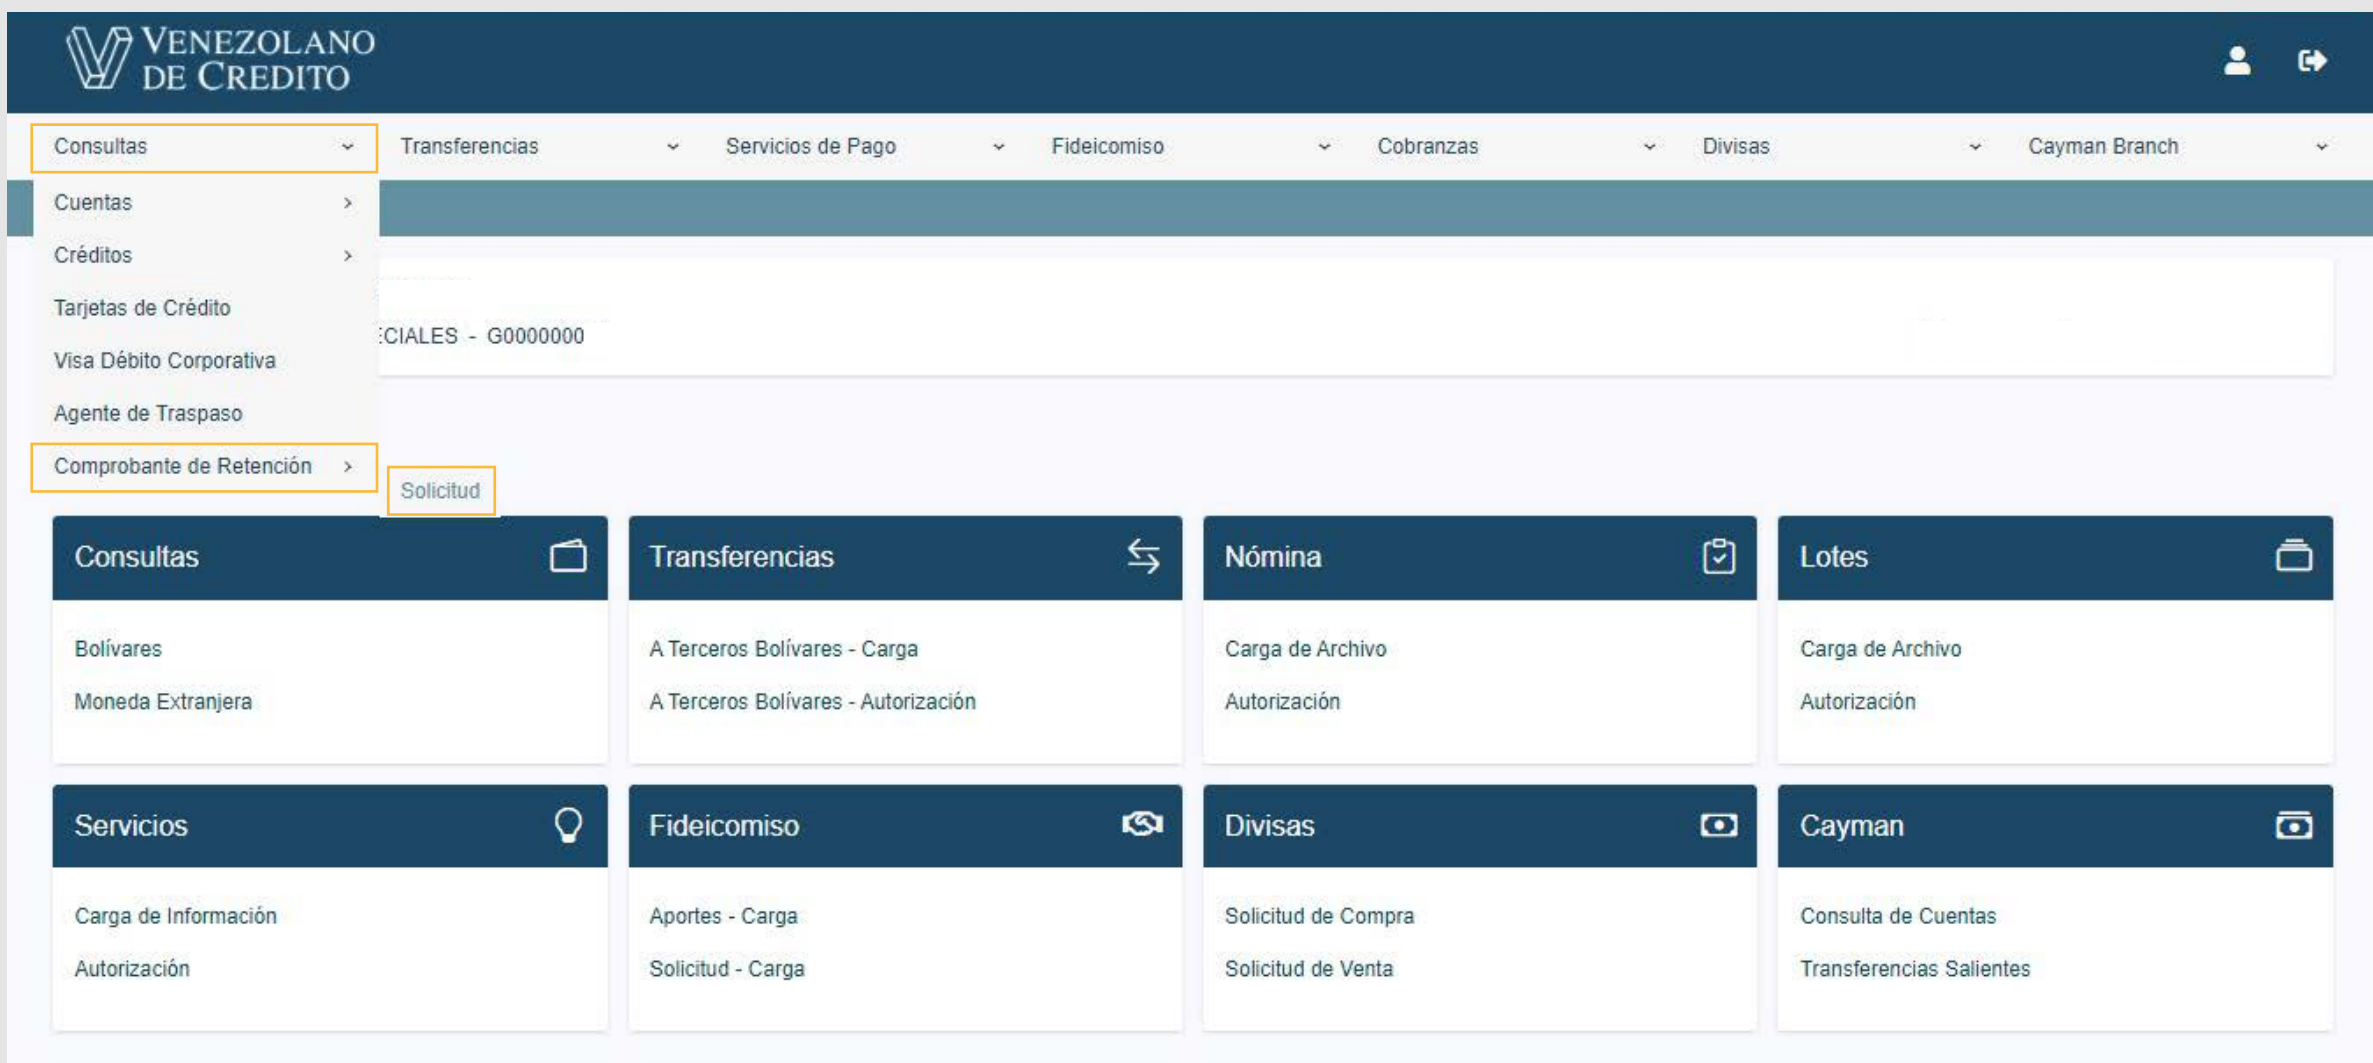 VENEZOLANO
DE CREDITO
Consultas Transferencias Servicios de Pago Fideicomiso Cobranzas Divisas Cayman Branch
Cuentas
Créditos
Tarjetas de Crédito
ECIALES - G0000000
Visa Débito Corporativa
Agente de Traspaso
Comprobante de Retención
Solicitud
Consultas Transferencias Nómina Lotes
Bolívares A Terceros Bolívares - Carga Carga de Archivo Carga de Archivo
Moneda Extranjera A Terceros Bolívares - Autorización Autorización Autorización
Servicios Fideicomiso Divisas Cayman
Carga de Información Aportes - Carga Solicitud de Compra Consulta de Cuentas
Autorización Solicitud - Carga Solicitud de Venta Transferencias Salientes